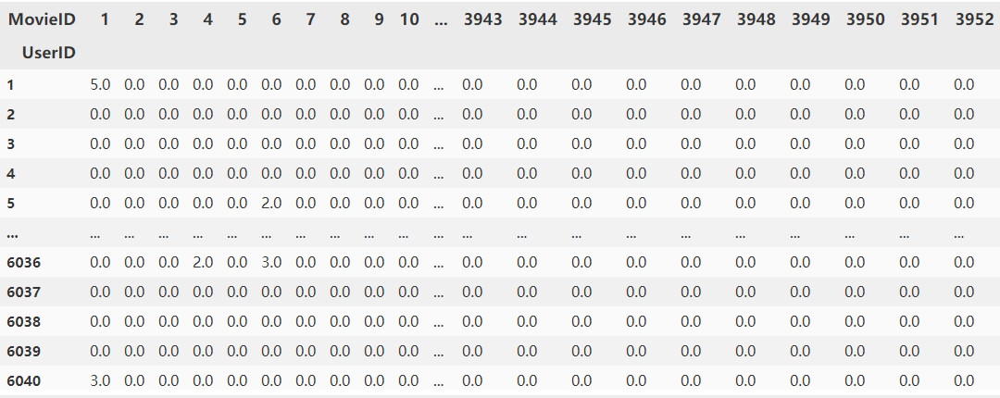 MovieID 1 2 3 4 5 6 7 8 9 10 ... 3943 3944 3945 3946 3947 3948 3949 3950 3951 3952
UserID
1 5.0 0.0 0.0 0.0 0.0 0.0 0.0 0.0 0.0 0.0 ... 0.0 0.0 0.0 0.0 0.0 0.0 0.0 0.0 0.0 0.0
2 0.0 0.0 0.0 0.0 0.0 0.0 0.0 0.0 0.0 0.0 ... 0.0 0.0 0.0 0.0 0.0 0.0 0.0 0.0 0.0 0.0
3 0.0 0.0 0.0 0.0 0.0 0.0 0.0 0.0 0.0 0.0 ... 0.0 0.0 0.0 0.0 0.0 0.0 0.0 0.0 0.0 0.0
4 0.0 0.0 0.0 0.0 0.0 0.0 0.0 0.0 0.0 0.0 ... 0.0 0.0 0.0 0.0 0.0 0.0 0.0 0.0 0.0 0.0
5 0.0 0.0 0.0 0.0 0.0 2.0 0.0 0.0 0.0 0.0 ... 0.0 0.0 0.0 0.0 0.0 0.0 0.0 0.0 0.0 0.0
... ... ... ... ... ... ... ... ... ... ... ... ... ... ... ... ... ... ... ... ... ...
6036 0.0 0.0 0.0 2.0 0.0 3.0 0.0 0.0 0.0 0.0 ... 0.0 0.0 0.0 0.0 0.0 0.0 0.0 0.0 0.0 0.0
6037 0.0 0.0 0.0 0.0 0.0 0.0 0.0 0.0 0.0 0.0 ... 0.0 0.0 0.0 0.0 0.0 0.0 0.0 0.0 0.0 0.0
6038 0.0 0.0 0.0 0.0 0.0 0.0 0.0 0.0 0.0 0.0 ... 0.0 0.0 0.0 0.0 0.0 0.0 0.0 0.0 0.0 0.0
6039 0.0 0.0 0.0 0.0 0.0 0.0 0.0 0.0 0.0 0.0 ... 0.0 0.0 0.0 0.0 0.0 0.0 0.0 0.0 0.0 0.0
6040 3.0 0.0 0.0 0.0 0.0 0.0 0.0 0.0 0.0 0.0 ... 0.0 0.0 0.0 0.0 0.0 0.0 0.0 0.0 0.0 0.0